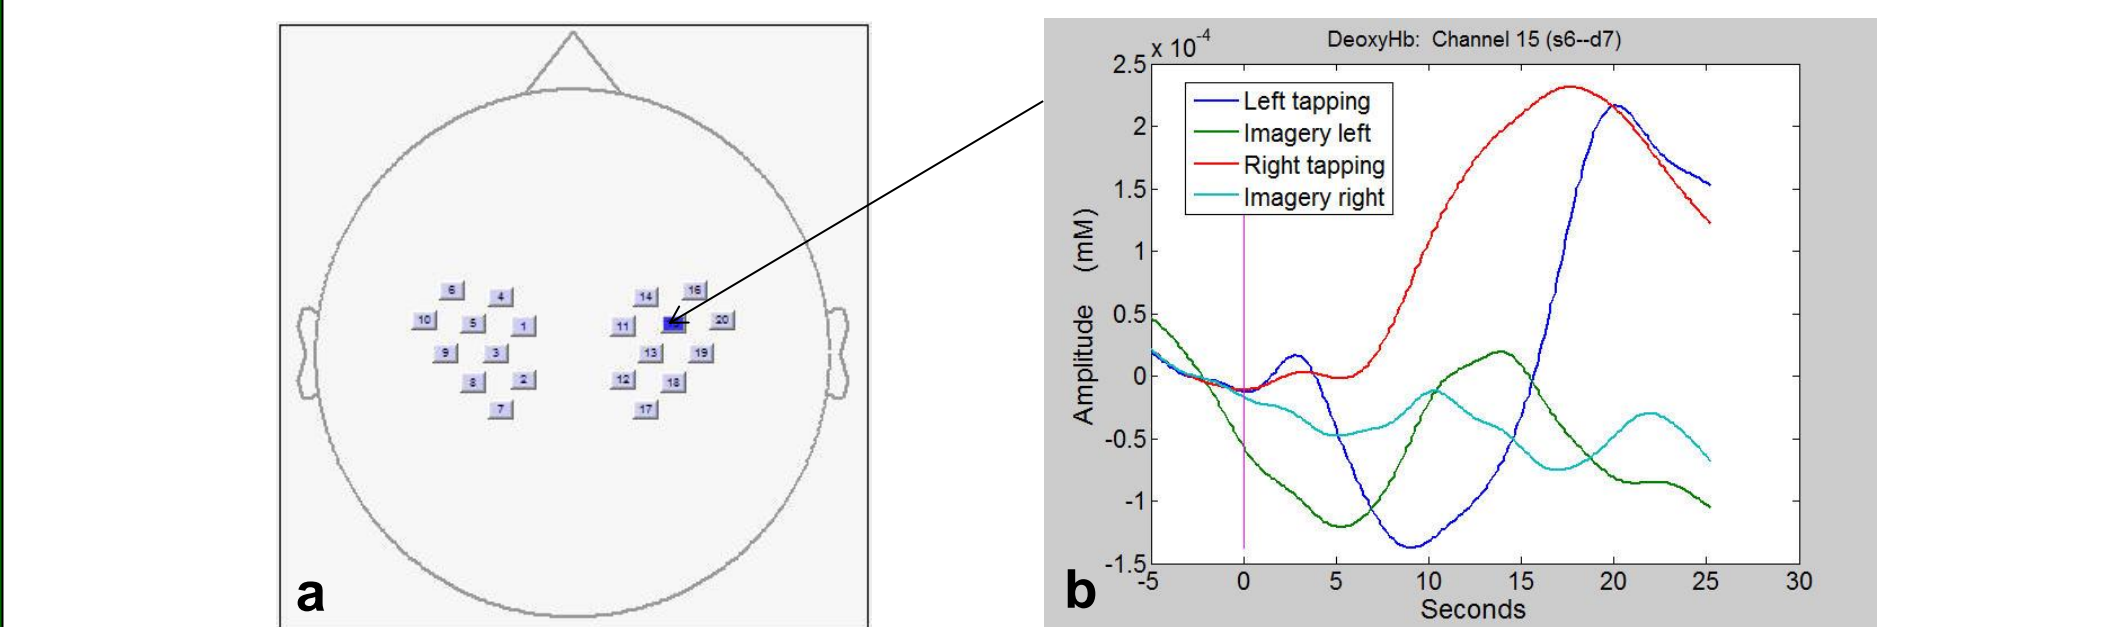 6
4
14
16
10
5
1
11
20
9
3
13
19
8
2
12
18
7
17
a
DeoxyHb: Channel 15 (s6--d7)
x 10⁻⁴
2.5
2
1.5
1
0.5
0
-0.5
-1
-1.5
Amplitude (mM)
Left tapping
Imagery left
Right tapping
Imagery right
-5 0 5 10 15 20 25 30
Seconds
b